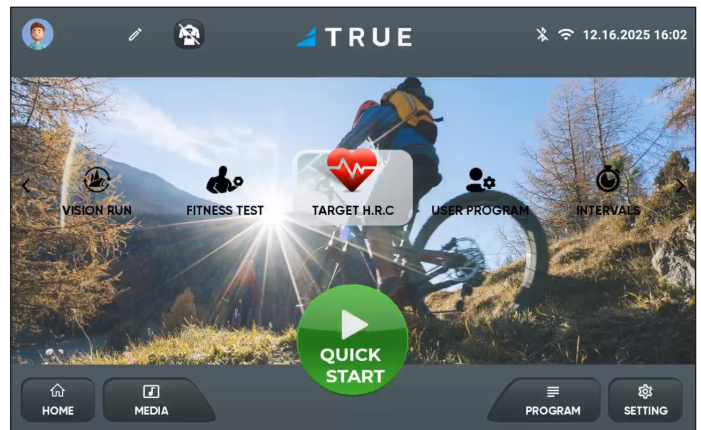 TRUE
12.16.2025 16:02
VISION RUN
FITNESS TEST
TARGET H.R.C
USER PROGRAM
INTERVALS
QUICK
START
HOME
MEDIA
PROGRAM
SETTING